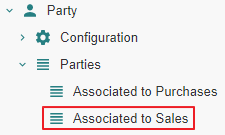 Party
Configuration
Parties
Associated to Purchases
Associated to Sales